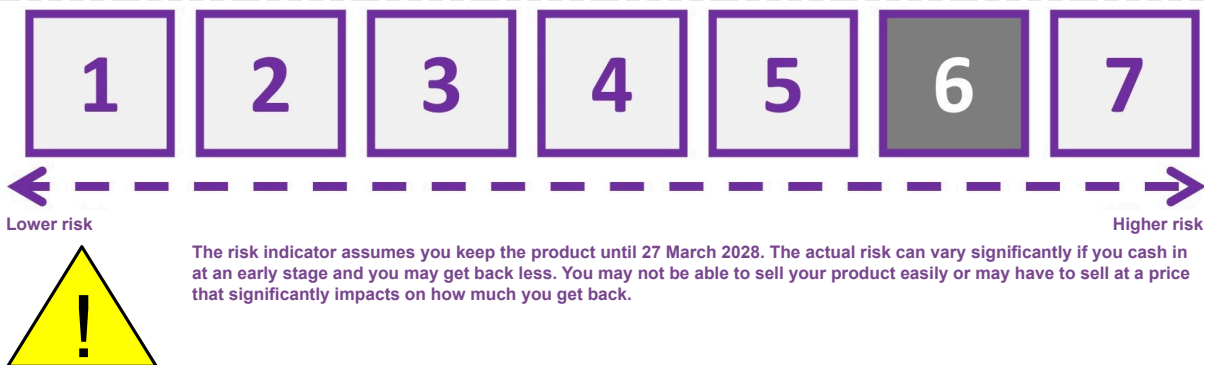 1 2 3 4 5 6 7
Lower risk Higher risk
The risk indicator assumes you keep the product until 27 March 2028. The actual risk can vary significantly if you cash in
at an early stage and you may get back less. You may not be able to sell your product easily or may have to sell at a price
that significantly impacts on how much you get back.
!